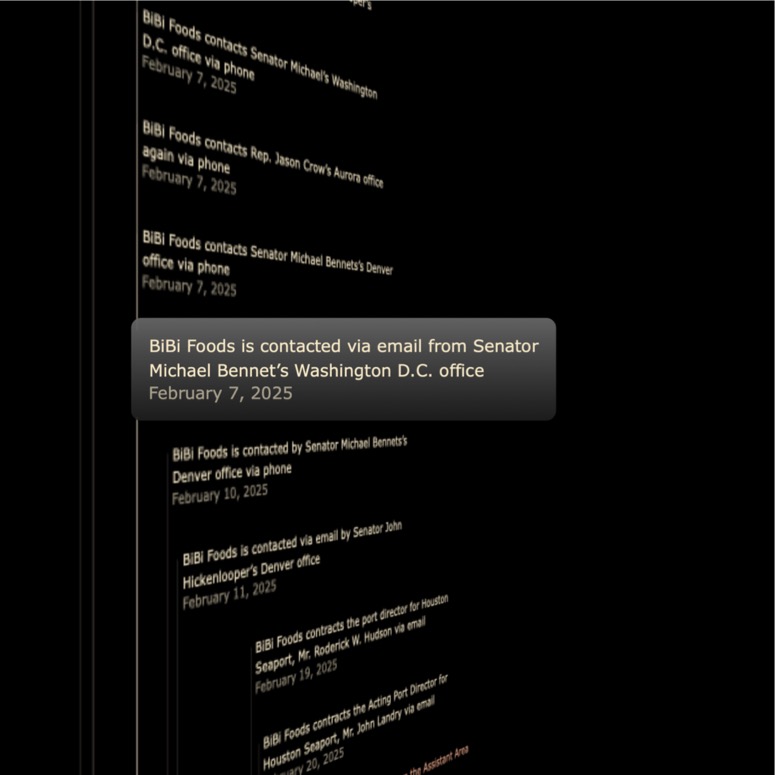 BiBi Foods contacts Senator Michael's Washington
D.C. office via phone
February 7, 2025
BiBi Foods contacts Rep. Jason Crow's Aurora office
again via phone
February 7, 2025
BiBi Foods contacts Senator Michael Bennets's Denver
office via phone
February 7, 2025
BiBi Foods is contacted via email from Senator
Michael Bennet’s Washington D.C. office
February 7, 2025
BiBi Foods is contacted by Senator Michael Bennets's
Denver office via phone
February 10, 2025
BiBi Foods is contacted via email by Senator John
Hickenlooper's Denver office
February 11, 2025
BiBi Foods contracts the port director for Houston
Seaport, Mr. Roderick W. Hudson via email
February 19, 2025
BiBi Foods contracts the Acting Port Director for
Houston Seaport, Mr. John Landry via email
20, 2025
the Assistant Area